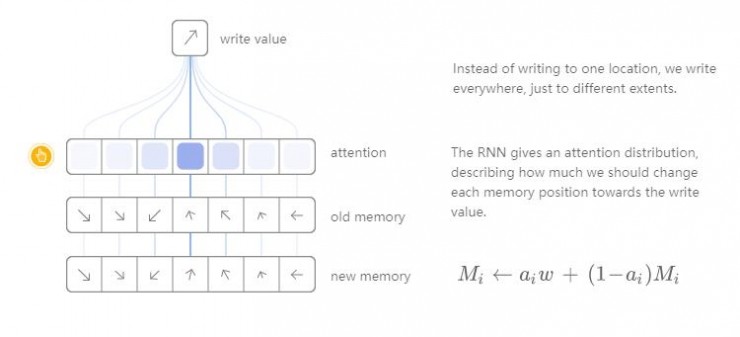 write value
Instead of writing to one location, we write
everywhere, just to different extents.
attention
The RNN gives an attention distribution,
describing how much we should change
each memory position towards the write
value.
old memory
new memory
M_i ← a_i w + (1−a_i)M_i